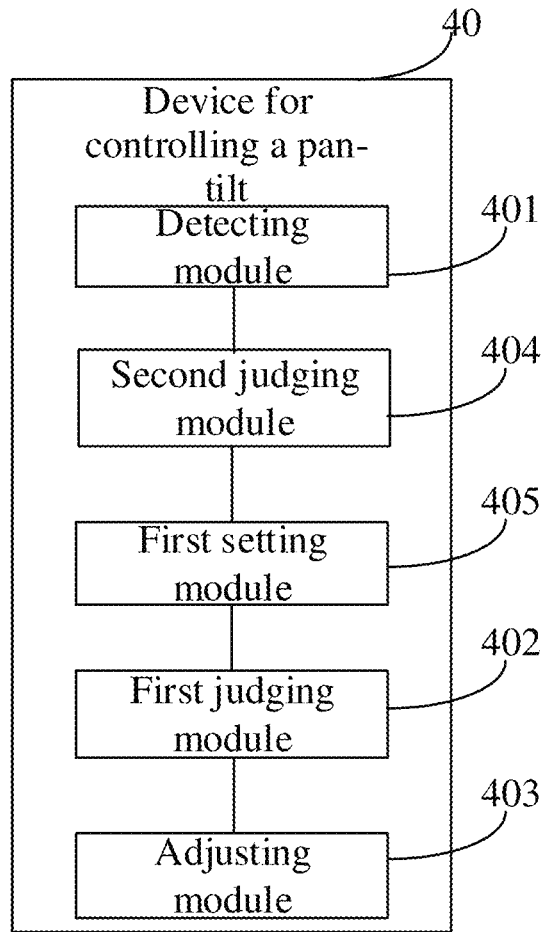 40
Device for
controlling a pan-
tilt
Detecting
module
401
Second judging
module
404
First setting
module
405
First judging
module
402
Adjusting
module
403